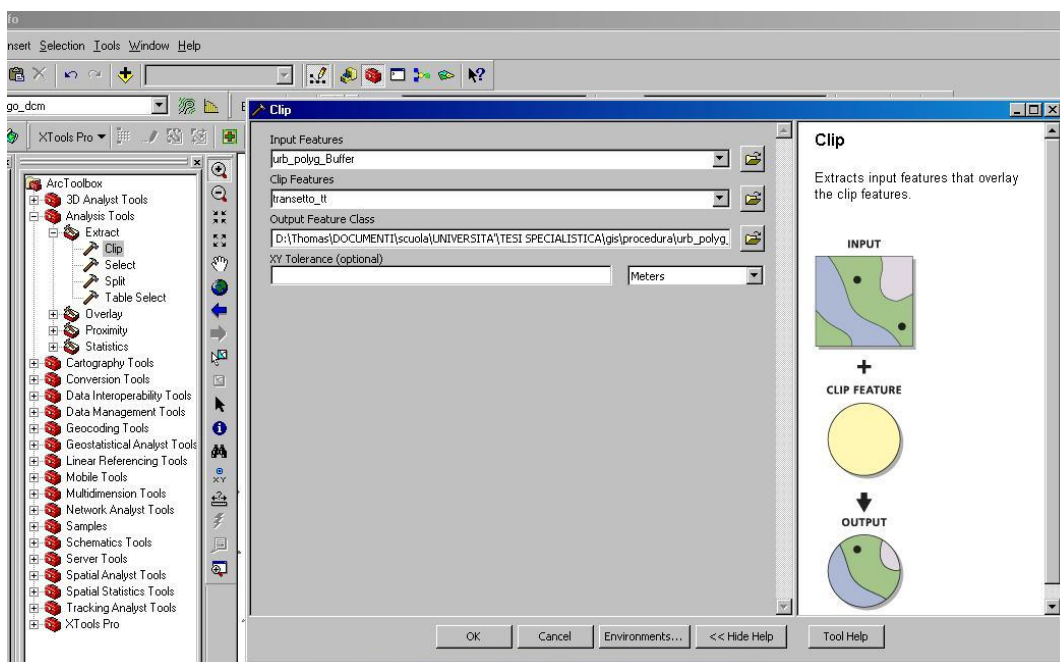 fo
nsert Selection Tools Window Help
go_dcm
XTools Pro
ArcToolbox
3D Analyst Tools
Analysis Tools
Extract
Clip
Select
Split
Table Select
Overlay
Proximity
Statistics
Cartography Tools
Conversion Tools
Data Interoperability Tools
Data Management Tools
Geocoding Tools
Geostatistical Analyst Tools
Linear Referencing Tools
Mobile Tools
Multidimension Tools
Network Analyst Tools
Samples
Schematics Tools
Server Tools
Spatial Analyst Tools
Spatial Statistics Tools
Tracking Analyst Tools
XTools Pro
XY
Clip
Input Features
urb_polyg_Buffer
Clip Features
transetto_tt
Output Feature Class
D:\Thomas\DOCUMENTI\scuola\UNIVERSITA'\TESI SPECIALISTICA\gis\procedura\urb_polyg_
XY Tolerance (optional)
Meters
OK Cancel Environments... << Hide Help Tool Help
Clip
Extracts input features that overlay
the clip features.
INPUT
+
CLIP FEATURE
OUTPUT